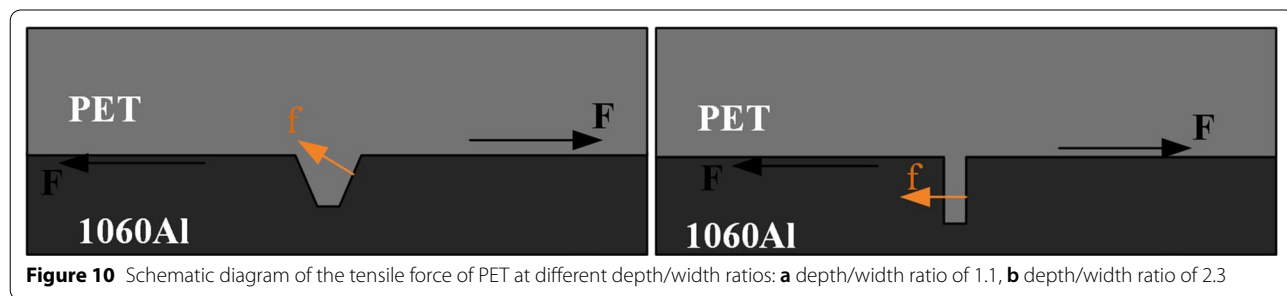 PET
f
F
F
1060Al
PET
F
F
f
1060Al
Figure 10 Schematic diagram of the tensile force of PET at different depth/width ratios: a depth/width ratio of 1.1, b depth/width ratio of 2.3